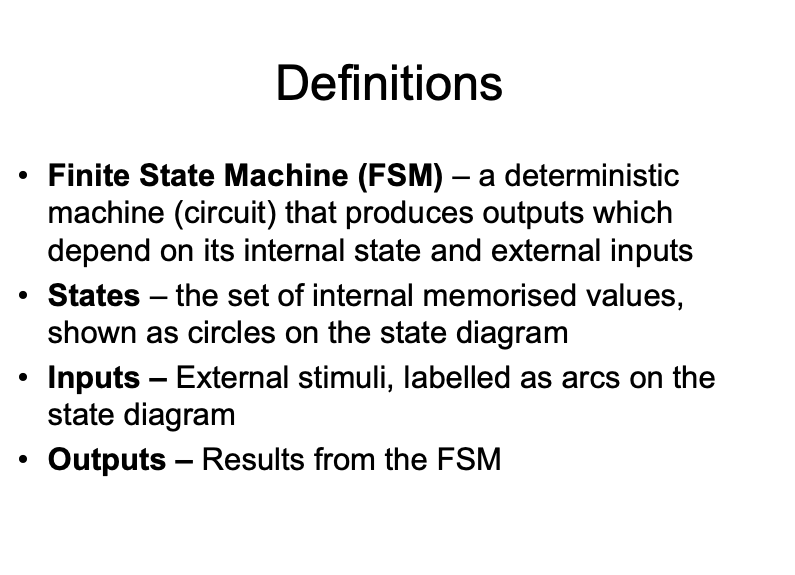 Definitions
• Finite State Machine (FSM) – a deterministic
machine (circuit) that produces outputs which
depend on its internal state and external inputs
• States – the set of internal memorised values,
shown as circles on the state diagram
• Inputs – External stimuli, labelled as arcs on the
state diagram
• Outputs – Results from the FSM